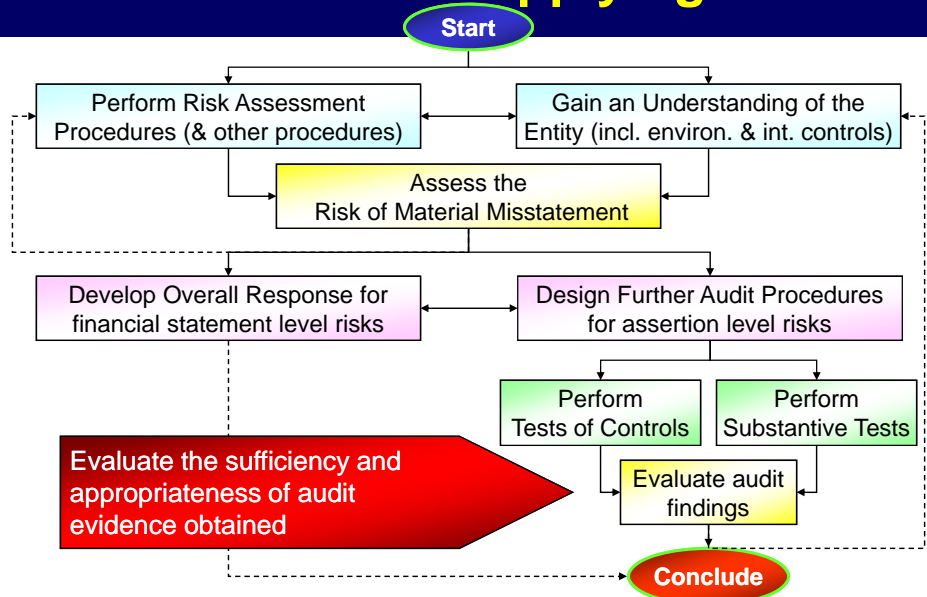 Start
Perform Risk Assessment
Procedures (& other procedures)
Gain an Understanding of the
Entity (incl. environ. & int. controls)
Assess the
Risk of Material Misstatement
Develop Overall Response for
financial statement level risks
Design Further Audit Procedures
for assertion level risks
Perform
Tests of Controls
Perform
Substantive Tests
Evaluate the sufficiency and
appropriateness of audit
evidence obtained
Evaluate audit
findings
Conclude